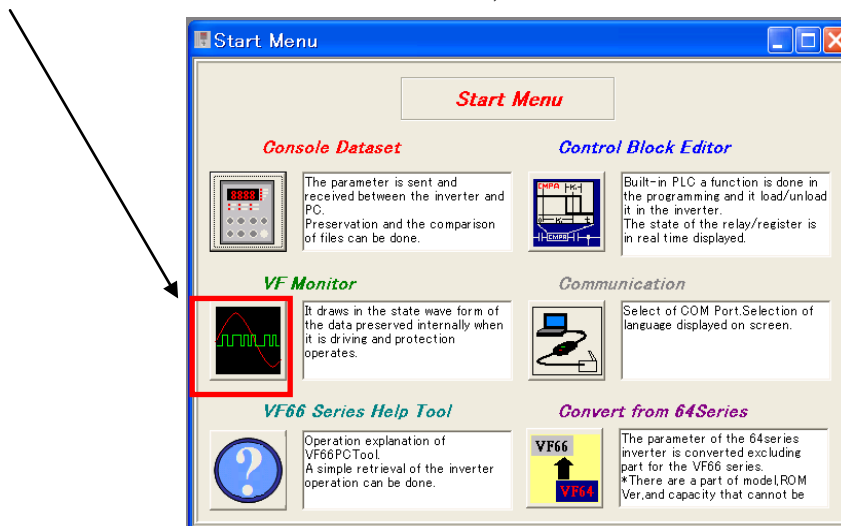 Start Menu
Start Menu
Console Dataset
The parameter is sent and
received between the inverter and
PC.
Preservation and the comparison
of files can be done.
Control Block Editor
CMPA
CMPB
Built-in PLC a function is done in
the programming and it load/unload
it in the inverter.
The state of the relay/register is
in real time displayed.
VF Monitor
It draws in the state wave form of
the data preserved internally when
it is driving and protection
operates.
Communication
Select of COM Port.Selection of
language displayed on screen.
VF66 Series Help Tool
Operation explanation of
VF66PCTool.
A simple retrieval of the inverter
operation can be done.
Convert from 64Series
VF66
VF64
The parameter of the 64series
inverter is converted excluding
part for the VF66 series.
*There are a part of model,ROM
Ver,and capacity that cannot be